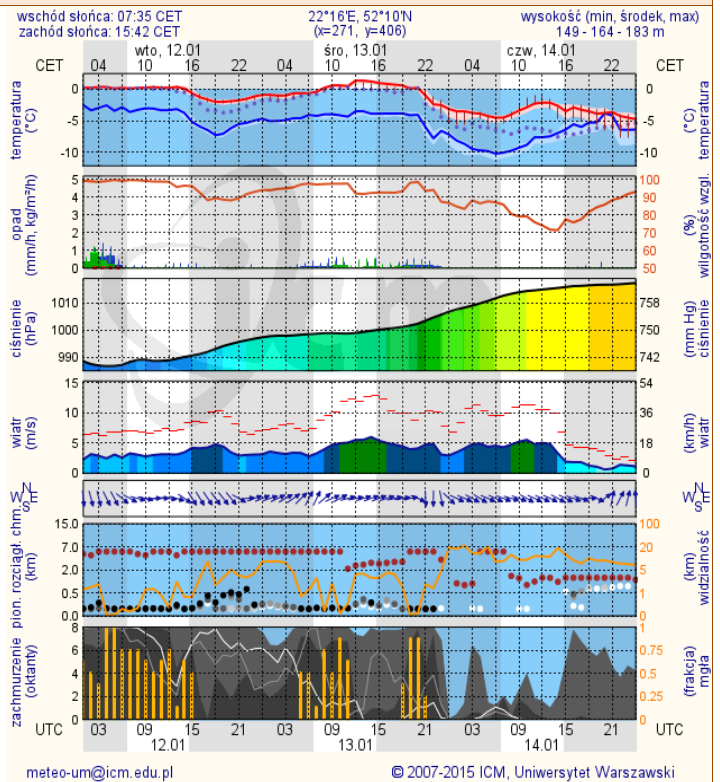 wschód słońca: 07:35 CET 22°16'E, 52°10'N wysokość (min, środek, max)
zachód słońca: 15:42 CET (x=271, y=406) 149 - 164 - 183 m
wto, 12.01 śro, 13.01 czw, 14.01
CET 04 10 16 22 04 10 16 22 04 10 16 22 CET
temperatura (°C)
0 -5 -10
0 -5 -10
temperatura (°C)
opad (mm/h, kg/m²/h)
5 4 3 2 1 0
100 90 80 70 60 50
(%) wilgotność wzgl.
ciśnienie (hPa)
1010 1000 990
758 750 742
(mm Hg) ciśnienie
wiatr (m/s)
15 10 5 0
54 36 18 0
(km/h) wiatr
N W E S
N W E S
pion. rozciągł. chm. (km)
15.0 7.0 2.0 0.5 0.0
100 20 5 1 0
(km) widzialność
zachmurzenie (oktanty)
8 6 4 2 0
1 0.75 0.5 0.25 0
(frakcja) mgła
UTC 03 09 15 21 03 09 15 21 03 09 15 21 UTC
12.01 13.01 14.01
meteo-um@icm.edu.pl © 2007-2015 ICM, Uniwersytet Warszawski